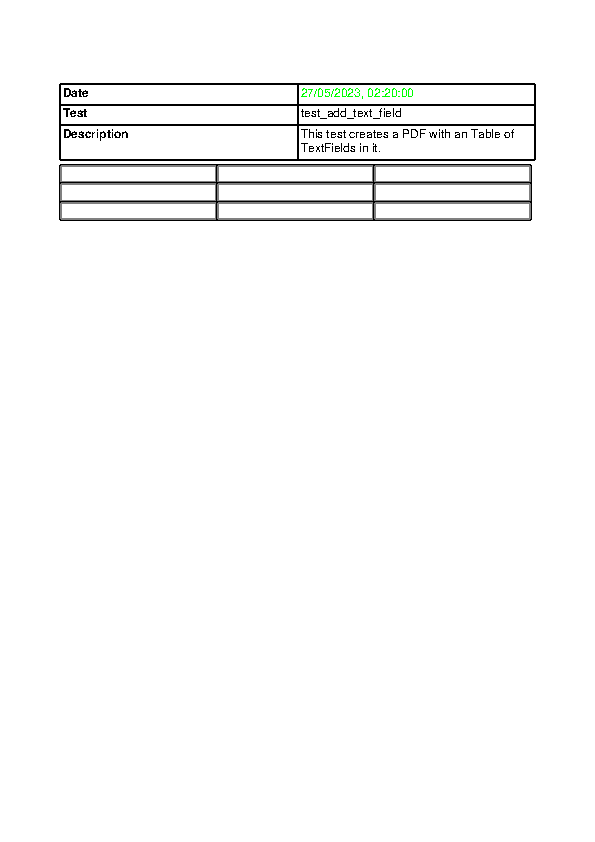 Date 27/05/2023, 02:20:00
Test test_add_text_field
Description This test creates a PDF with an Table of
TextFields in it.